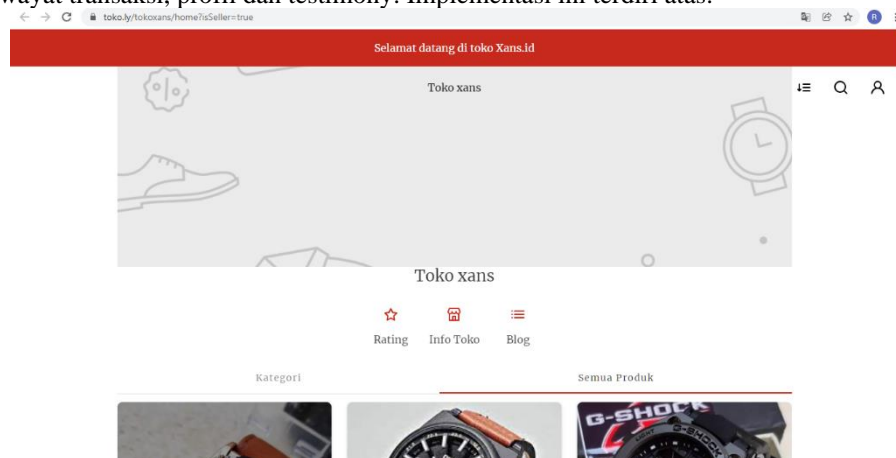 wayat transaksi, profil dan testimony. Implementasi ini terdiri atas:
toko.ly/tokoxans/home?isSeller=true
R
Selamat datang di toko Xans.id
Toko xans
Toko xans
Rating Info Toko Blog
Kategori Semua Produk
G-SHOCK
G-SHOCK